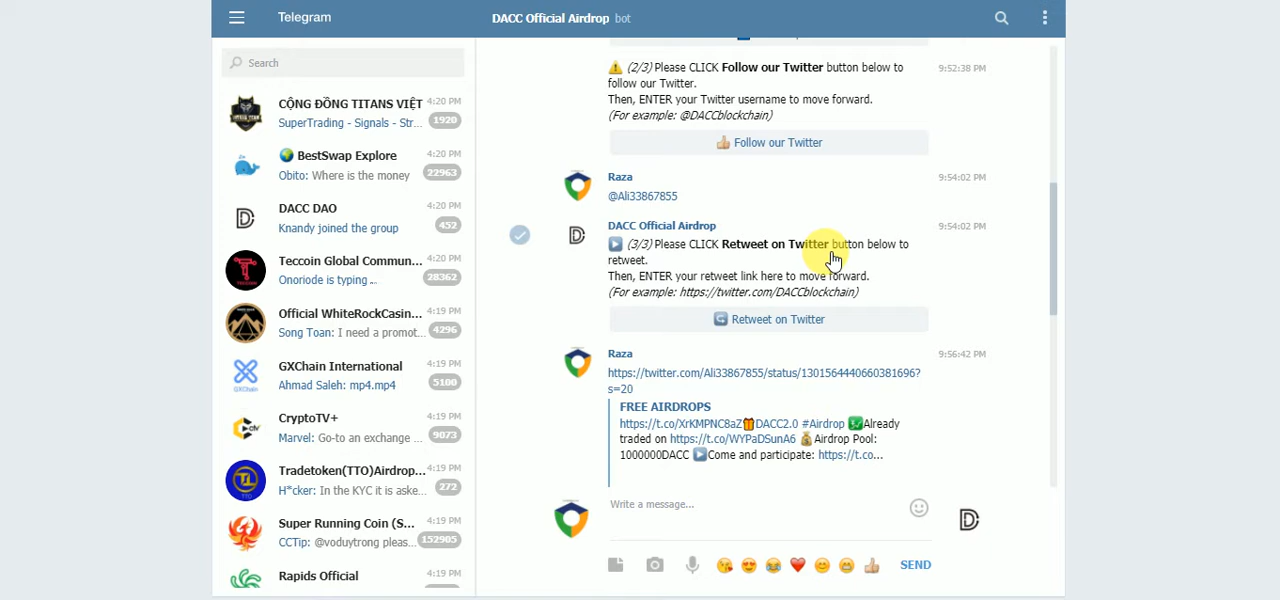 Telegram
DACC Official Airdrop bot
Search
CỘNG ĐỒNG TITANS VIỆT 4:20 PM
SuperTrading - Signals - Str... 1920
🌍 BestSwap Explore 4:20 PM
Obito: Where is the money 22963
DACC DAO 4:20 PM
Knandy joined the group 452
Teccoin Global Commun... 4:20 PM
Onoriode is typing ... 28362
Official WhiteRockCasin... 4:19 PM
Song Toan: I need a promot... 4296
GXChain International 4:19 PM
Ahmad Saleh: mp4.mp4 5100
CryptoTV+ 4:19 PM
Marvel: Go-to an exchange ... 9073
Tradetoken(TTO)Airdrop... 4:19 PM
H*cker: In the KYC it is aske... 272
Super Running Coin (S... 4:19 PM
CCTip: @voduytrong pleas... 152905
Rapids Official 4:19 PM
⚠️ (2/3) Please CLICK Follow our Twitter button below to 9:52:38 PM
follow our Twitter.
Then, ENTER your Twitter username to move forward.
(For example: @DACCblockchain)
👍 Follow our Twitter
Raza 9:54:02 PM
@Ali33867855
DACC Official Airdrop 9:54:02 PM
▶️ (3/3) Please CLICK Retweet on Twitter button below to
retweet.
Then, ENTER your retweet link here to move forward.
(For example: https://twitter.com/DACCblockchain)
↪️ Retweet on Twitter
Raza 9:56:42 PM
https://twitter.com/Ali33867855/status/1301564440660381696?
s=20
FREE AIRDROPS
https://t.co/XrKMPNC8aZ🎁DACC2.0 #Airdrop 💹Already
traded on https://t.co/WYPaDSunA6 💰Airdrop Pool:
1000000DACC ▶️Come and participate: https://t.co...
Write a message...
SEND